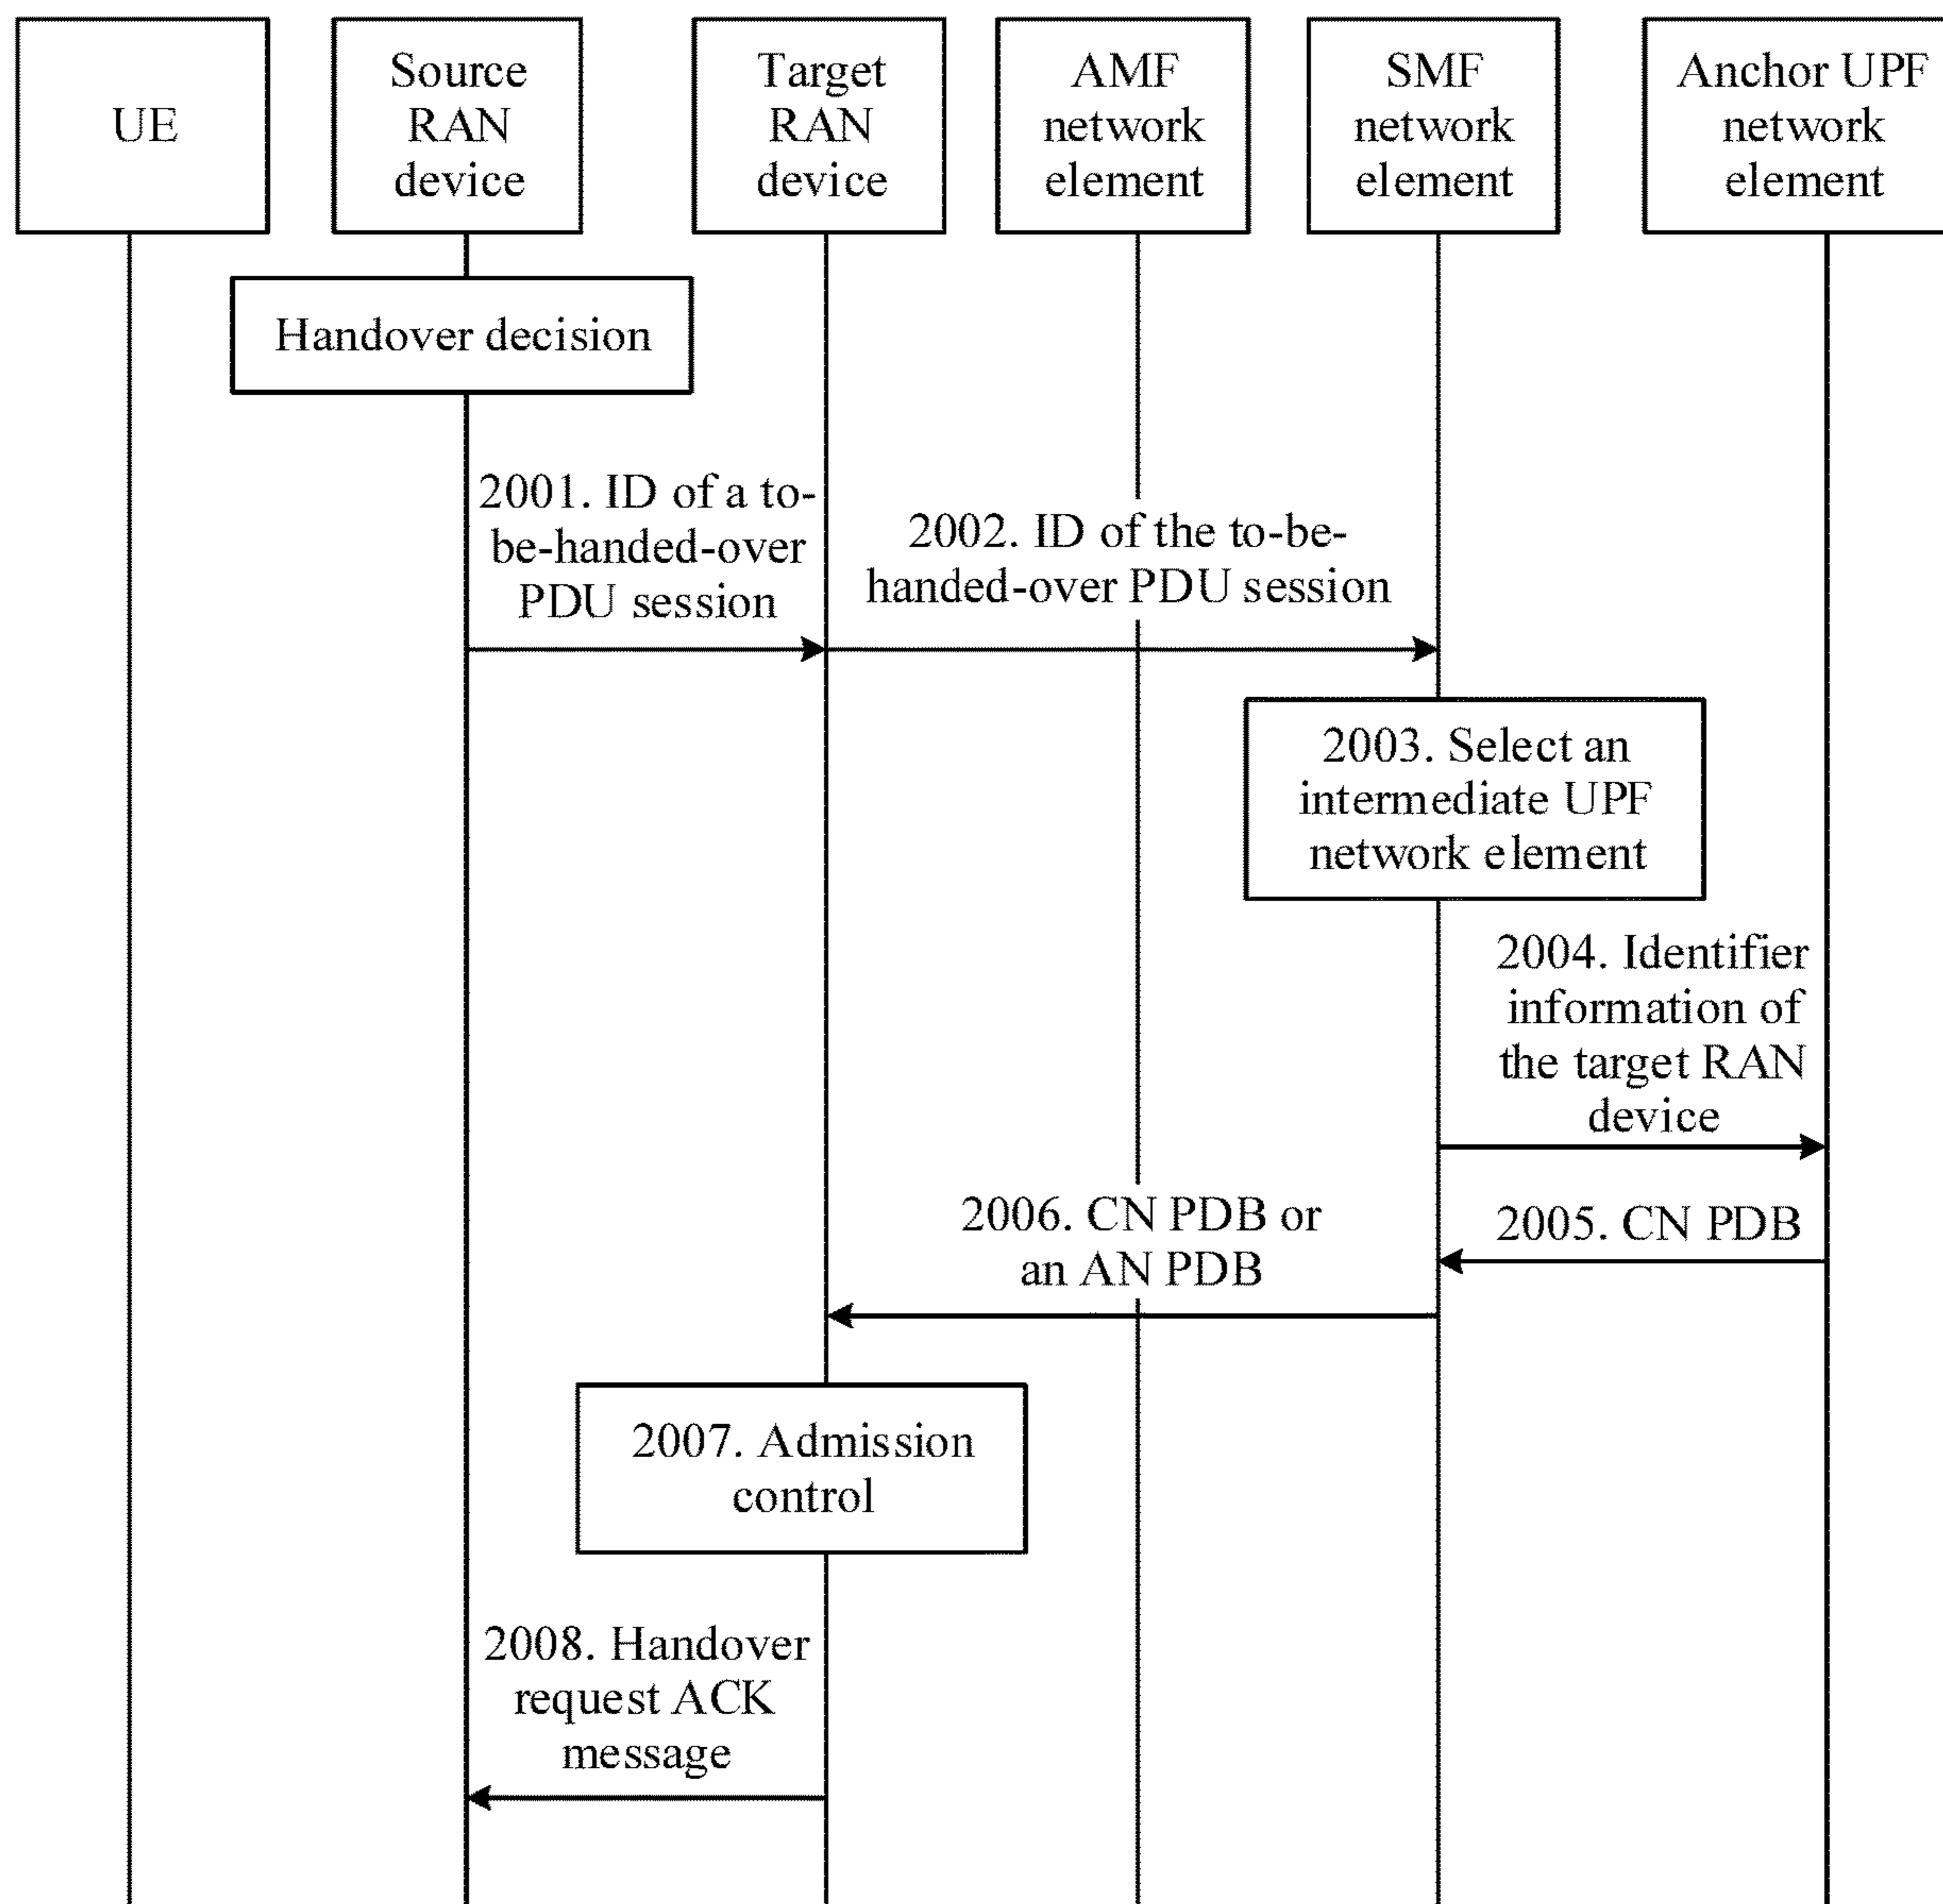 UE
Source
RAN
device
Target
RAN
device
AMF
network
element
SMF
network
element
Anchor UPF
network
element
Handover decision
2001. ID of a to-
be-handed-over
PDU session
2002. ID of the to-be-
handed-over PDU session
2003. Select an
intermediate UPF
network element
2004. Identifier
information of
the target RAN
device
2005. CN PDB
2006. CN PDB or
an AN PDB
2007. Admission
control
2008. Handover
request ACK
message